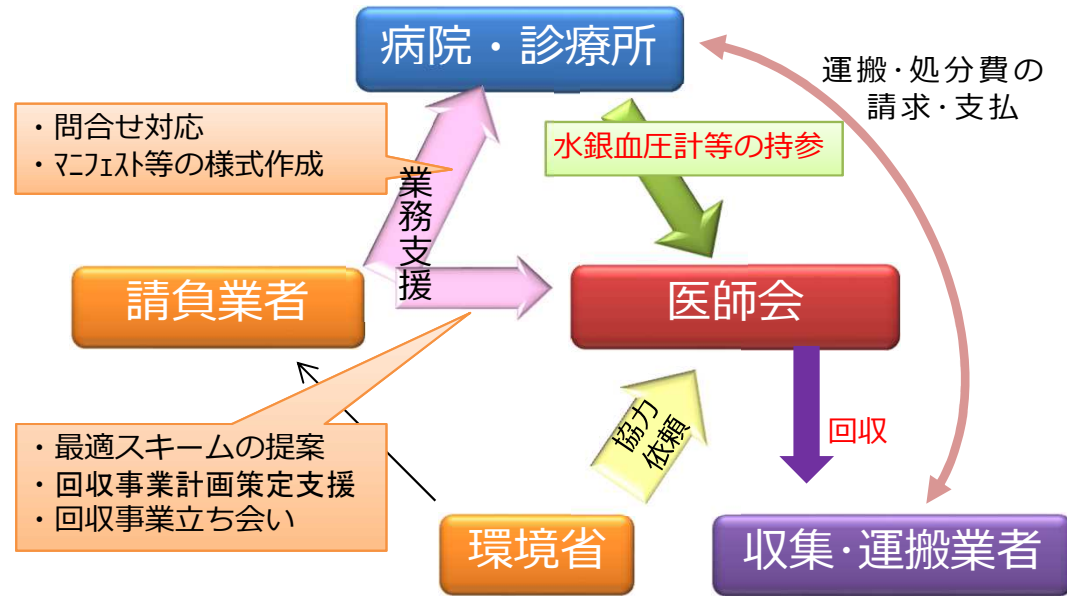 病院・診療所
運搬・処分費の
請求・支払
・問合せ対応
・ﾏﾆﾌｪｽﾄ等の様式作成
水銀血圧計等の持参
業務支援
請負業者
医師会
協力
依頼
回収
・最適スキームの提案
・回収事業計画策定支援
・回収事業立ち会い
環境省
収集・運搬業者